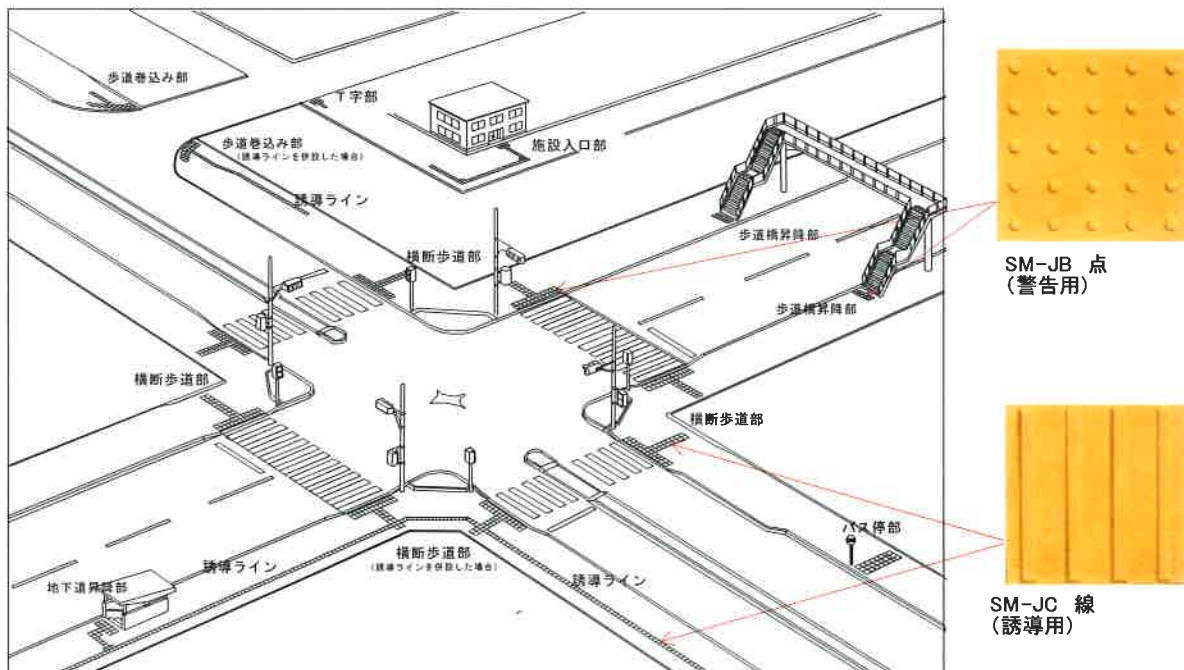 歩道巻込み部
T字部
歩道巻込み部
(誘導ラインを併設した場合)
施設入口部
誘導ライン
横断歩道部
歩道橋昇降部
歩道橋昇降部
横断歩道部
横断歩道部
バス停部
横断歩道部
(誘導ラインを併設した場合)
誘導ライン
誘導ライン
地下道昇降部
SM-JB 点
(警告用)
SM-JC 線
(誘導用)